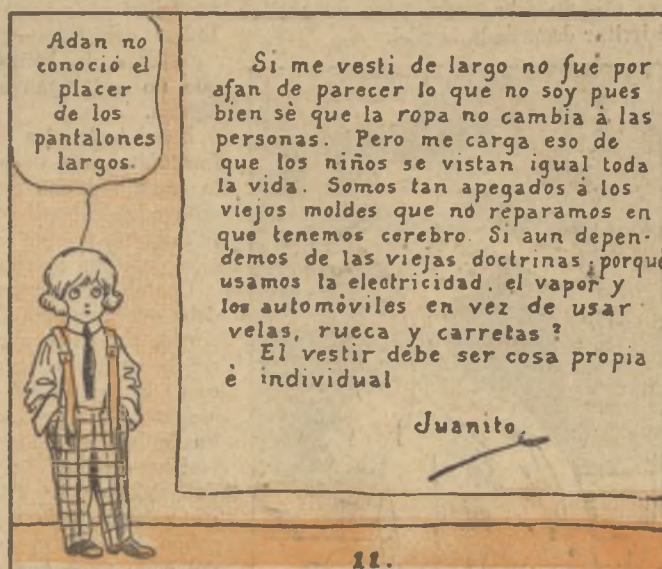 Adan no
conoció el
placer
de los
pantalones
largos.
Si me vesti de largo no fué por
afan de parecer lo que no soy pues
bien sè que la ropa no cambia à las
personas. Pero me carga eso de
que los niños se vistan igual toda
la vida. Somos tan apegados à los
viejos moldes que no reparamos en
que tenemos cerebro. Si aun depen-
demos de las viejas doctrinas ¿porque
usamos la electricidad, el vapor y
los automòviles en vez de usar
velas, rueca y carretas?
El vestir debe ser cosa propia
è individual
Juanito.
11.